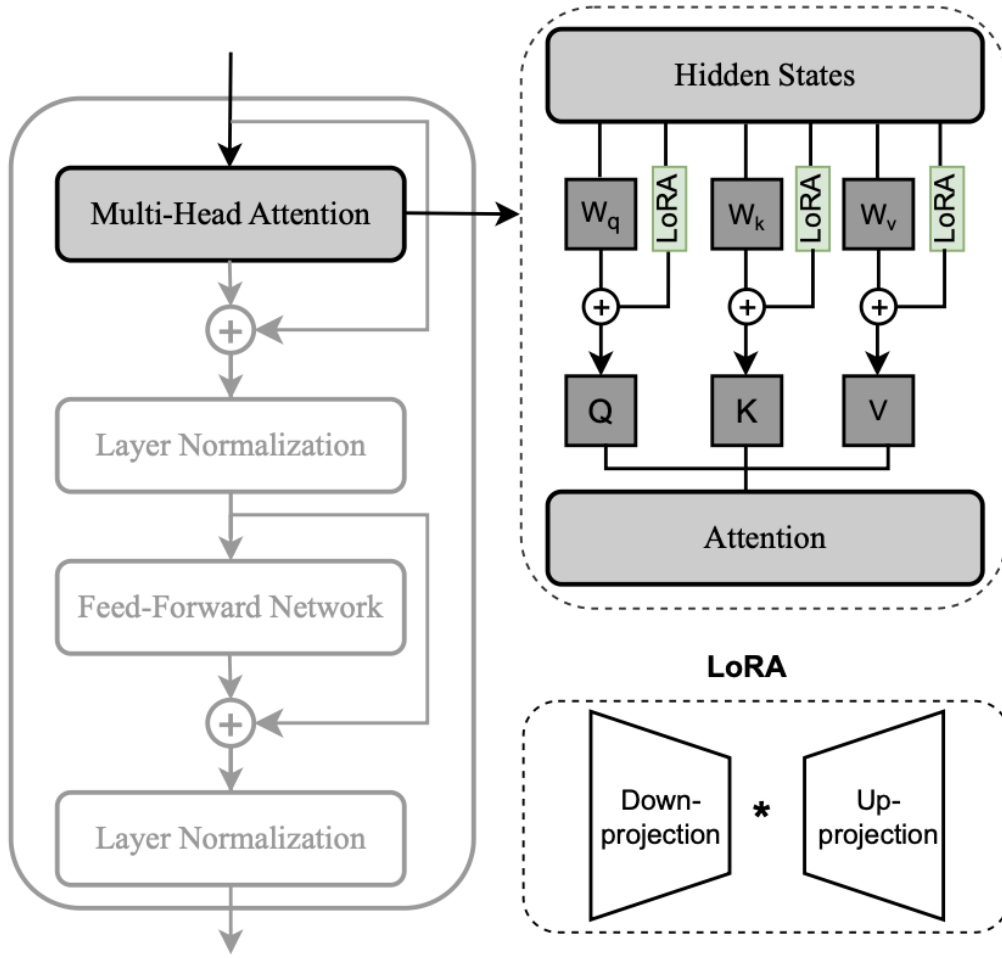 Multi-Head Attention
+
Layer Normalization
Feed-Forward Network
+
Layer Normalization
Hidden States
Wq LoRA Wk LoRA Wv LoRA
+ + +
Q K V
Attention
LoRA
Down-
projection
*
Up-
projection